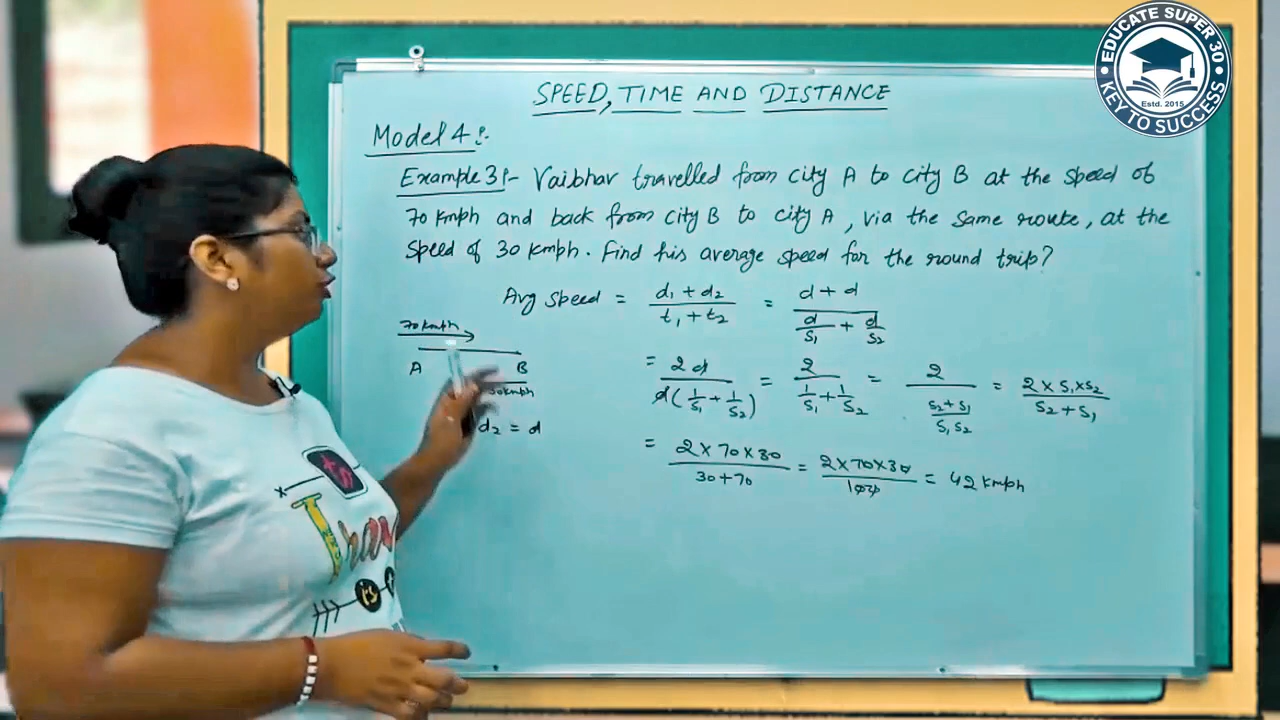 EDUCATE SUPER 30
Estd. 2015
KEY TO SUCCESS
SPEED, TIME AND DISTANCE
Model 4:-
Example 3:- Vaibhav travelled from city A to city B at the speed of
70 kmph and back from city B to city A, via the same route, at the
speed of 30 kmph. Find his average speed for the round trip?
Avg speed = (d₁ + d₂)/(t₁ + t₂) = (d + d)/(d/S₁ + d/S₂)
70 kmph
A B
30kmph
d₂ = d
= 2d/(d(1/S₁ + 1/S₂)) = 2/(1/S₁ + 1/S₂) = 2/((S₂ + S₁)/(S₁S₂)) = (2 × S₁ × S₂)/(S₂ + S₁)
= (2 × 70 × 30)/(30 + 70) = (2 × 70 × 30)/100 = 42 kmph
is